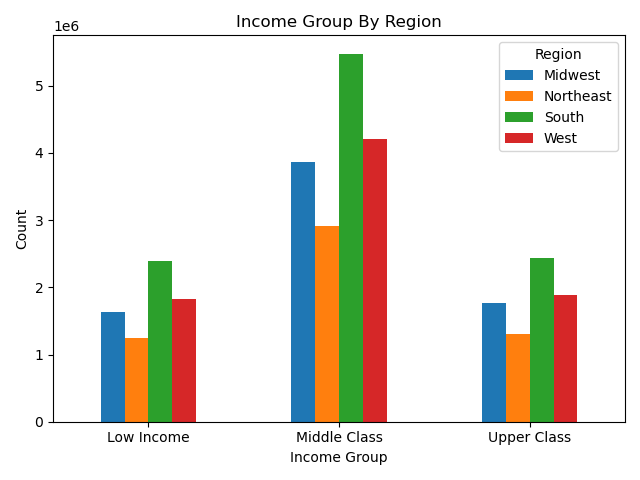 Income Group By Region
1e6
Region
Midwest
Northeast
South
West
5
4
3
2
1
0
Count
Low Income
Middle Class
Upper Class
Income Group